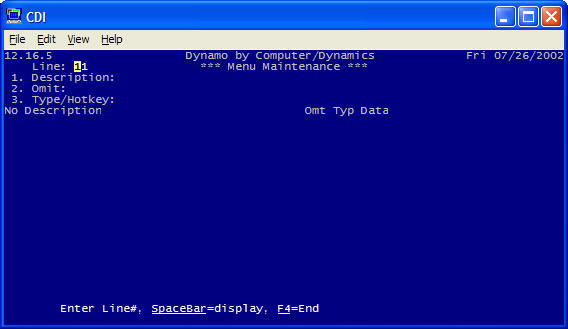 CDI
File Edit View Help
12.16.5 Dynamo by Computer/Dynamics Fri 07/26/2002
Line: 11 *** Menu Maintenance ***
1. Description:
2. Omit:
3. Type/Hotkey:
No Description Omt Typ Data
Enter Line#, SpaceBar=display, F4=End